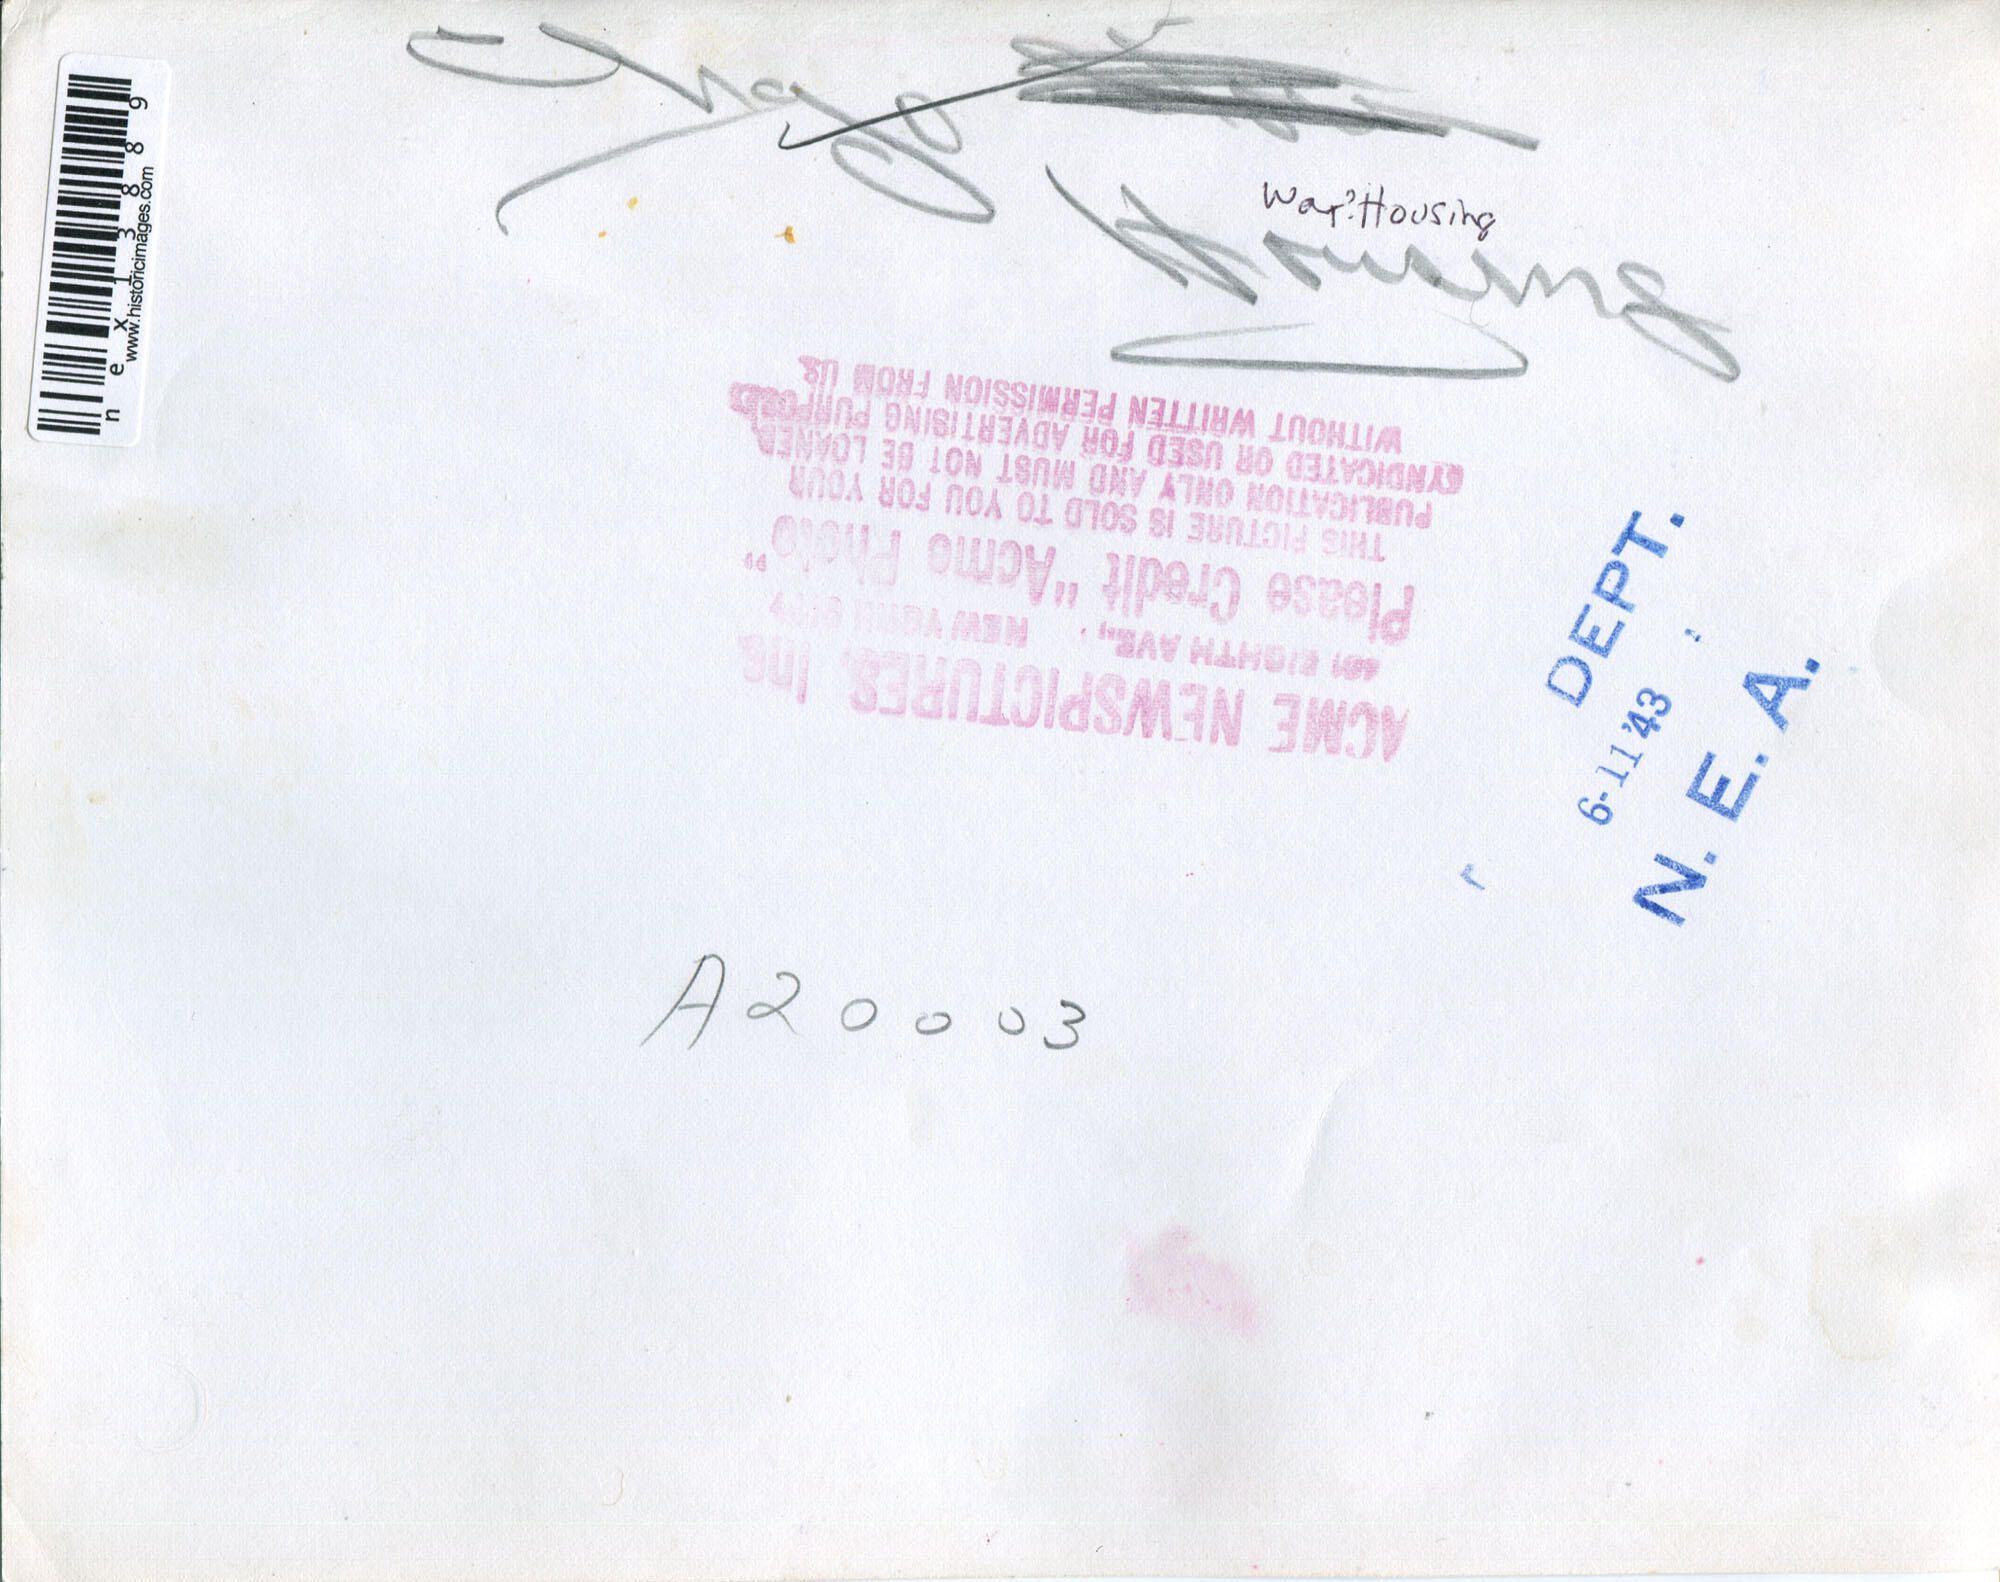 War: Housing
Housing
ACME NEWSPICTURES, Inc.
461 EIGHTH AVE., NEW YORK CITY
Please Credit "Acme Photo"
THIS PICTURE IS SOLD TO YOU FOR YOUR
PUBLICATION ONLY AND MUST NOT BE LOANED
SYNDICATED OR USED FOR ADVERTISING PURPOSES
WITHOUT WRITTEN PERMISSION FROM US.
DEPT.
6-11 '43
N. E. A.
A20003
nex13889
www.historicimages.com